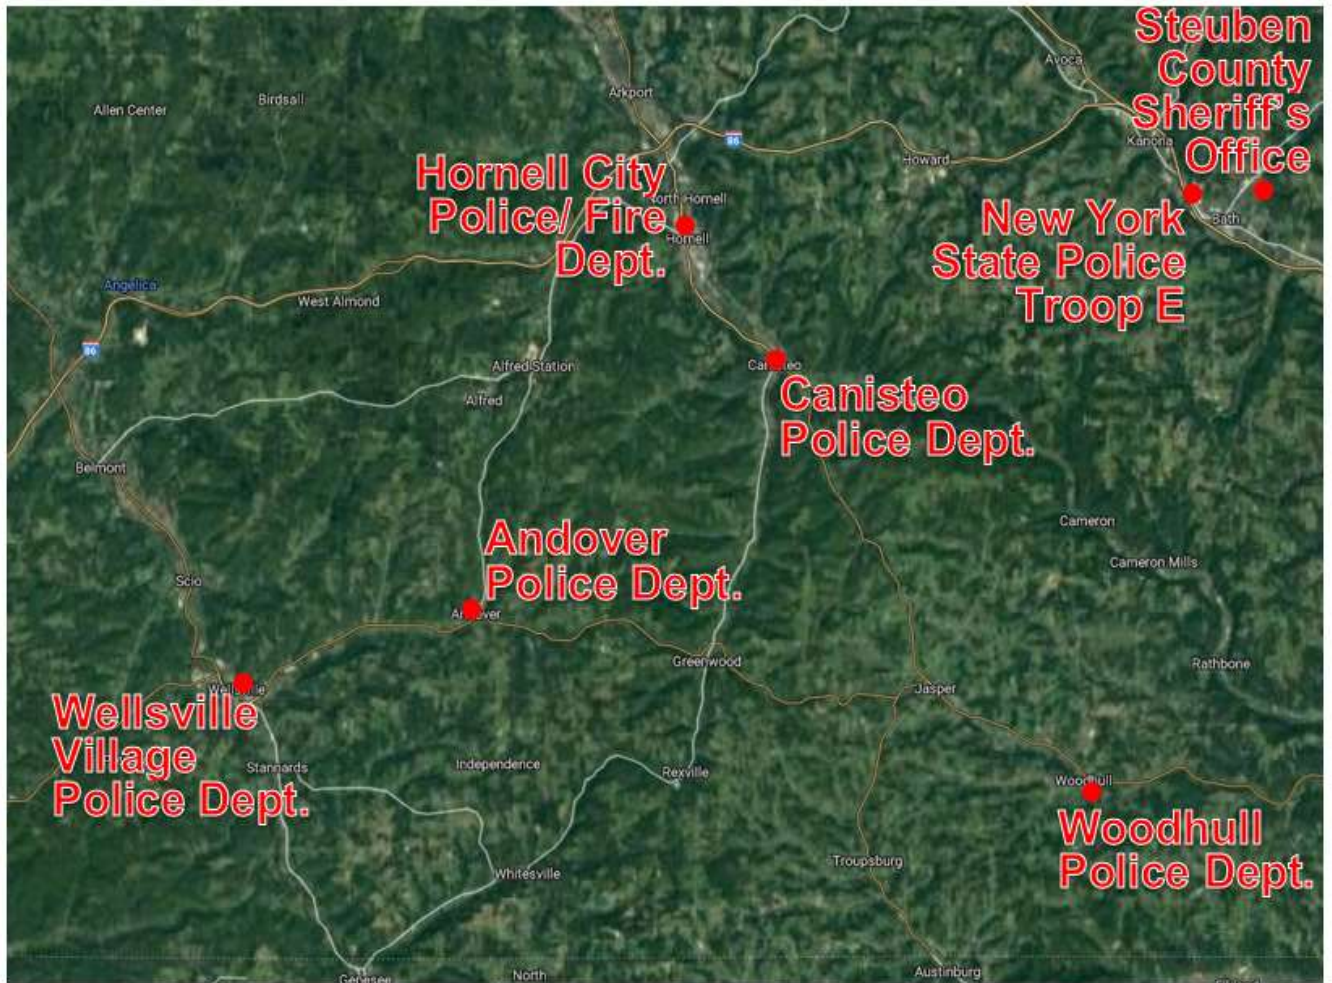 Steuben
County
Sheriff's
Office
Avoca
Arkport
Birdsall
Allen Center
86
Kanona
Howard
Hornell City
Police/ Fire
Dept.
North Hornell
Hornell
New York
State Police
Troop E
Bath
Angelica
West Almond
86
Alfred Station
Canisteo
Canisteo
Police Dept.
Alfred
Belmont
Cameron
Cameron Mills
Andover
Police Dept.
Scio
Andover
Greenwood
Rathbone
Wellsville
Jasper
Wellsville
Village
Police Dept.
Stannards
Independence
Rexville
Woodhull
Woodhull
Police Dept.
Troupsburg
Whitesville
Genesee
North
Austinburg